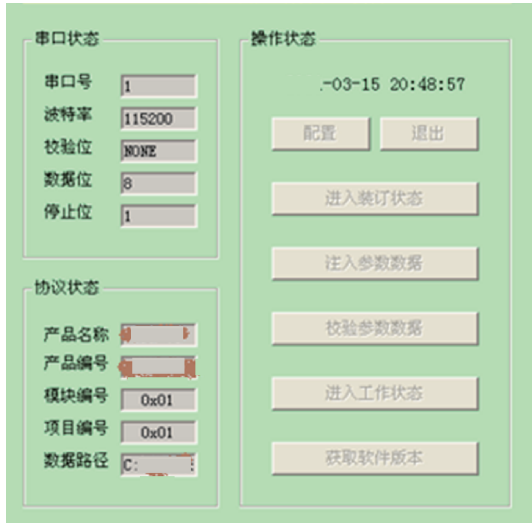 串口状态
串口号 1
波特率 115200
校验位 NONE
数据位 8
停止位 1
协议状态
产品名称
产品编号
模块编号 0x01
项目编号 0x01
数据路径 C:
操作状态
-03-15 20:48:57
配置 退出
进入装订状态
注入参数数据
校验参数数据
进入工作状态
获取软件版本